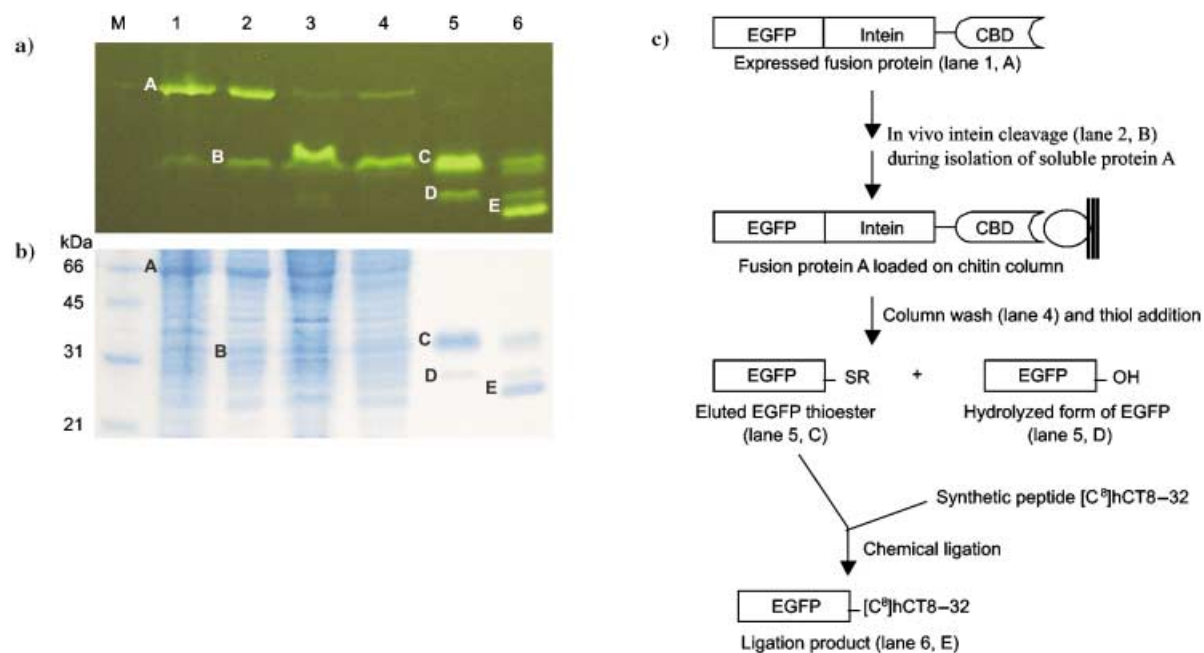 M 1 2 3 4 5 6
a)
A
B
C
D
E
kDa
b)
66
45
31
21
A
B
C
D
E
c)
EGFP Intein CBD
Expressed fusion protein (lane 1, A)
In vivo intein cleavage (lane 2, B)
during isolation of soluble protein A
EGFP Intein CBD
Fusion protein A loaded on chitin column
Column wash (lane 4) and thiol addition
EGFP SR + EGFP OH
Eluted EGFP thioester
(lane 5, C)
Hydrolyzed form of EGFP
(lane 5, D)
Synthetic peptide [C⁸]hCT8–32
Chemical ligation
EGFP [C⁸]hCT8–32
Ligation product (lane 6, E)